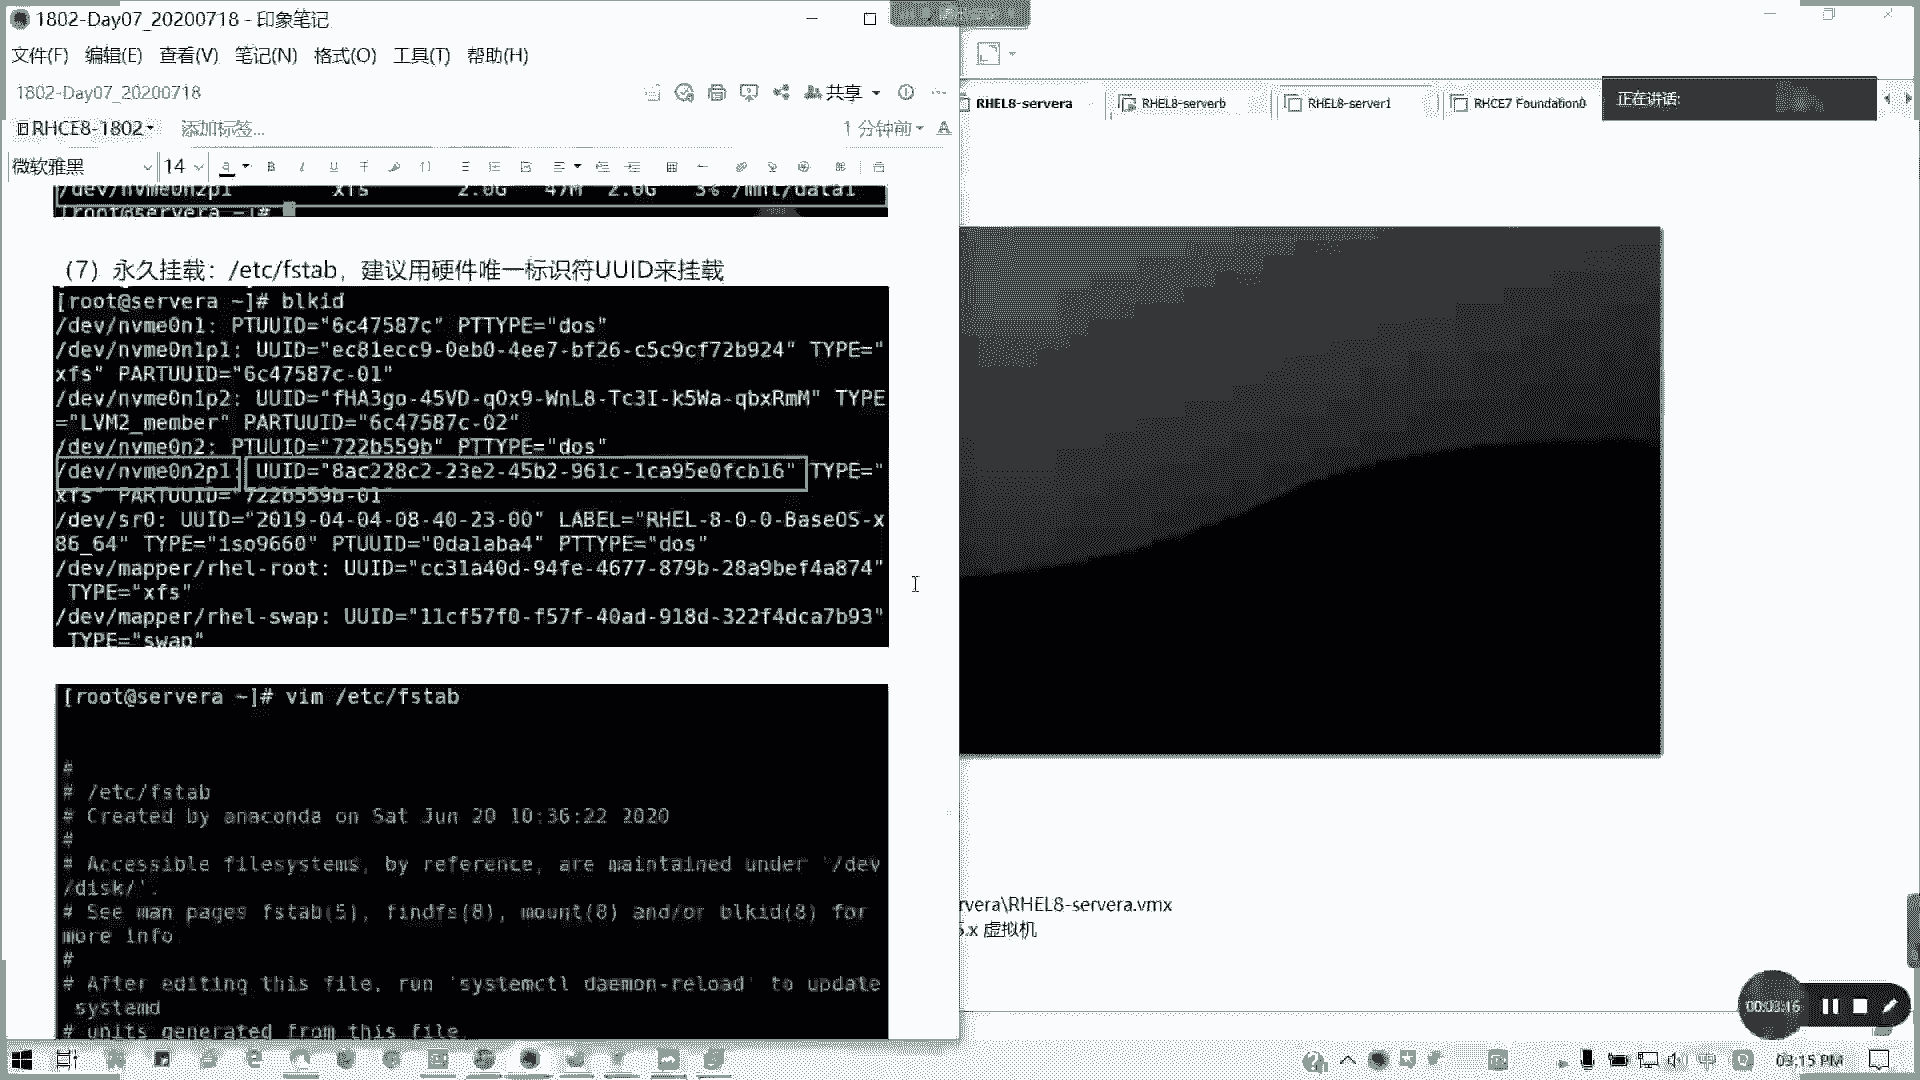 1802-Day07_20200718 - 印象笔记
文件(F) 编辑(E) 查看(V) 笔记(N) 格式(O) 工具(T) 帮助(H)
1802-Day07_20200718
共享
RHCE8-1802 添加标签...
1 分钟前
微软雅黑 14
RHEL8-servera RHEL8-serverb RHEL8-server1 RHCE7 Foundation0
正在讲话:
/dev/nvme0n2p1 xfs 2.0G 47M 2.0G 3% /mnt/data1
[root@servera ~]#
（7）永久挂载：/etc/fstab，建议用硬件唯一标识符UUID来挂载
[root@servera ~]# blkid
/dev/nvme0n1: PTUUID="6c47587c" PTTYPE="dos"
/dev/nvme0n1p1: UUID="ec81ecc9-0eb0-4ee7-bf26-c5c9cf72b924" TYPE="
xfs" PARTUUID="6c47587c-01"
/dev/nvme0n1p2: UUID="fHA3go-45VD-qOx9-WnL8-Tc3I-k5Wa-qbxRmM" TYPE
="LVM2_member" PARTUUID="6c47587c-02"
/dev/nvme0n2: PTUUID="722b559b" PTTYPE="dos"
/dev/nvme0n2p1: UUID="8ac228c2-23e2-45b2-961c-1ca95e0fcb16" TYPE="
xfs" PARTUUID="722b559b-01"
/dev/sr0: UUID="2019-04-04-08-40-23-00" LABEL="RHEL-8-0-0-BaseOS-x
86_64" TYPE="iso9660" PTUUID="0da1aba4" PTTYPE="dos"
/dev/mapper/rhel-root: UUID="cc31a40d-94fe-4677-879b-28a9bef4a874"
TYPE="xfs"
/dev/mapper/rhel-swap: UUID="11cf57f0-f57f-40ad-918d-322f4dca7b93"
TYPE="swap"
[root@servera ~]# vim /etc/fstab
#
# /etc/fstab
# Created by anaconda on Sat Jun 20 10:36:22 2020
#
# Accessible filesystems, by reference, are maintained under '/dev
/disk/'.
# See man pages fstab(5), findfs(8), mount(8) and/or blkid(8) for
more info
#
# After editing this file, run 'systemctl daemon-reload' to update
systemd
# units generated from this file.
rvera\RHEL8-servera.vmx
.x 虚拟机
00:03:16
03:15 PM